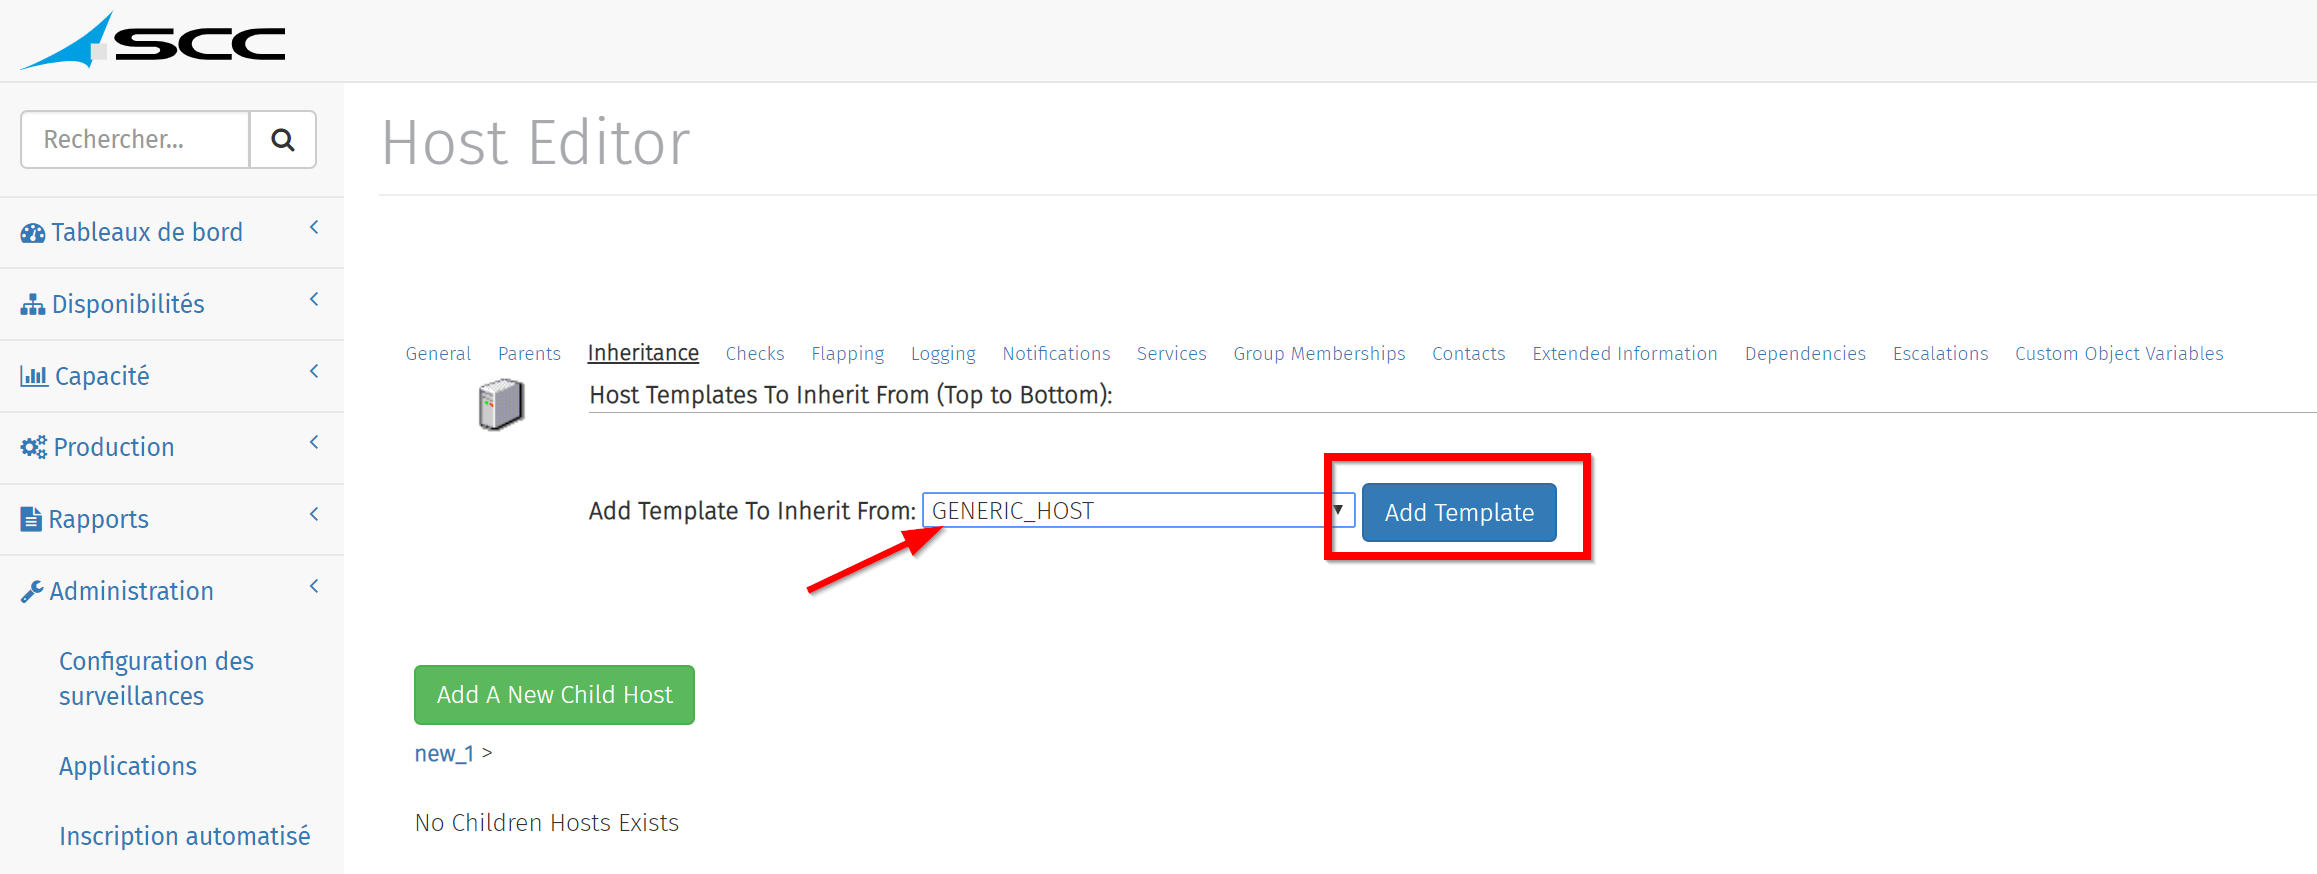 SCC
Rechercher...
Tableaux de bord
Disponibilités
Capacité
Production
Rapports
Administration
Configuration des
surveillances
Applications
Inscription automatisé
Host Editor
General Parents Inheritance Checks Flapping Logging Notifications Services Group Memberships Contacts Extended Information Dependencies Escalations Custom Object Variables
Host Templates To Inherit From (Top to Bottom):
Add Template To Inherit From: GENERIC_HOST Add Template
Add A New Child Host
new_1 >
No Children Hosts Exists